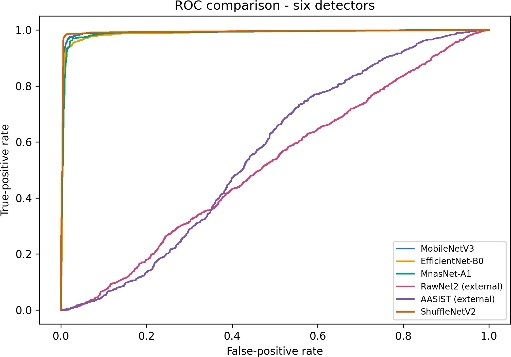 ROC comparison - six detectors
True-positive rate
1.0
0.8
0.6
0.4
0.2
0.0
0.0 0.2 0.4 0.6 0.8 1.0
False-positive rate
MobileNetV3
EfficientNet-B0
MnasNet-A1
RawNet2 (external)
AASIST (external)
ShuffleNetV2